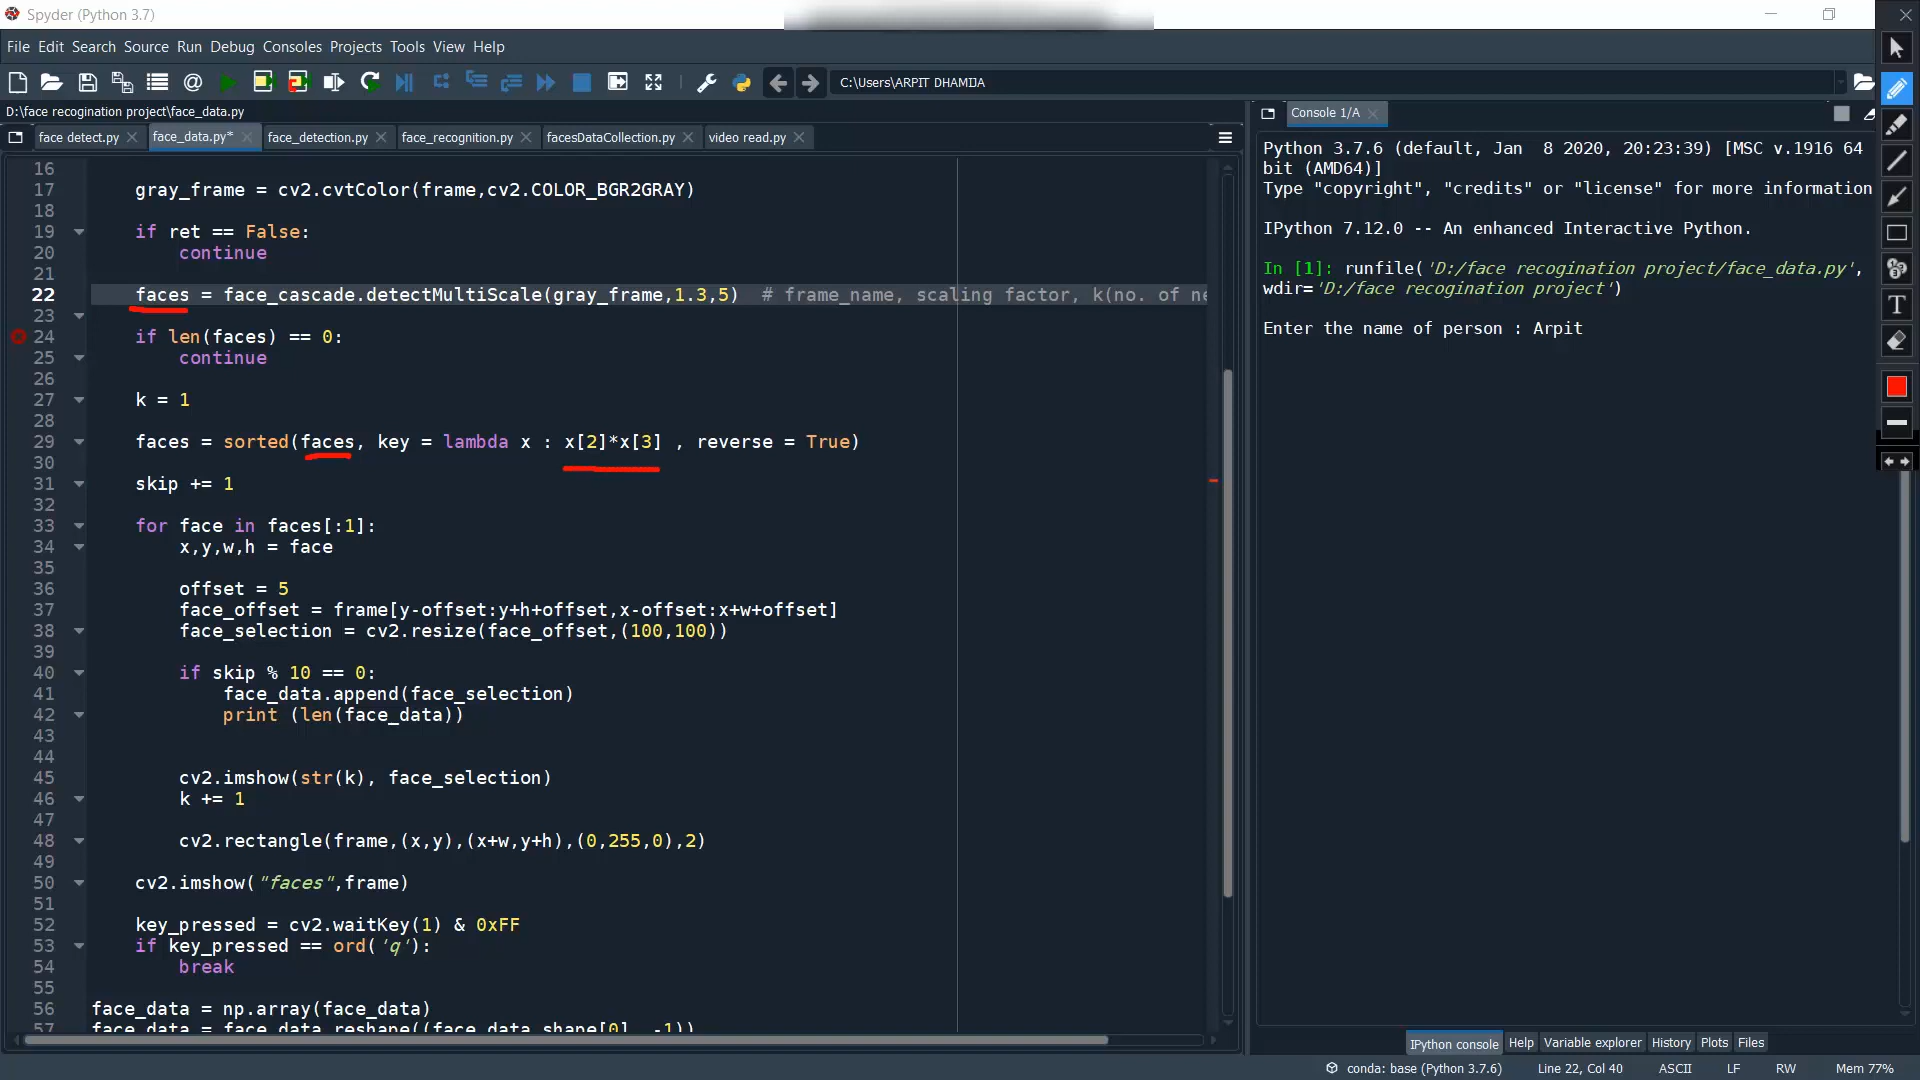 Spyder (Python 3.7)
File Edit Search Source Run Debug Consoles Projects Tools View Help
C:\Users\ARPIT DHAMIJA
D:\face recogination project\face_data.py
face detect.py face_data.py* face_detection.py face_recognition.py facesDataCollection.py video read.py
16
17 gray_frame = cv2.cvtColor(frame,cv2.COLOR_BGR2GRAY)
18
19 if ret == False:
20 continue
21
22 faces = face_cascade.detectMultiScale(gray_frame,1.3,5) # frame_name, scaling factor, k(no. of ne
23
24 if len(faces) == 0:
25 continue
26
27 k = 1
28
29 faces = sorted(faces, key = lambda x : x[2]*x[3] , reverse = True)
30
31 skip += 1
32
33 for face in faces[:1]:
34 x,y,w,h = face
35
36 offset = 5
37 face_offset = frame[y-offset:y+h+offset,x-offset:x+w+offset]
38 face_selection = cv2.resize(face_offset,(100,100))
39
40 if skip % 10 == 0:
41 face_data.append(face_selection)
42 print (len(face_data))
43
44
45 cv2.imshow(str(k), face_selection)
46 k += 1
47
48 cv2.rectangle(frame,(x,y),(x+w,y+h),(0,255,0),2)
49
50 cv2.imshow("faces",frame)
51
52 key_pressed = cv2.waitKey(1) & 0xFF
53 if key_pressed == ord('q'):
54 break
55
56 face_data = np.array(face_data)
57 face_data = face_data.reshape((face_data.shape[0], -1))
Console 1/A
Python 3.7.6 (default, Jan 8 2020, 20:23:39) [MSC v.1916 64
bit (AMD64)]
Type "copyright", "credits" or "license" for more information
IPython 7.12.0 -- An enhanced Interactive Python.
In [1]: runfile('D:/face recogination project/face_data.py',
wdir='D:/face recogination project')
Enter the name of person : Arpit
IPython console Help Variable explorer History Plots Files
conda: base (Python 3.7.6) Line 22, Col 40 ASCII LF RW Mem 77%